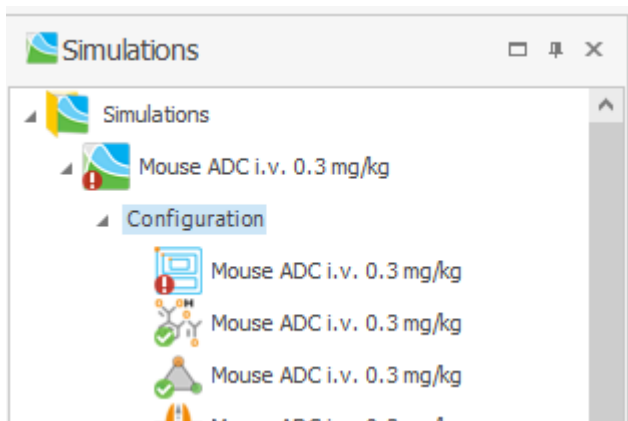 Simulations
Simulations
Mouse ADC i.v. 0.3 mg/kg
Configuration
Mouse ADC i.v. 0.3 mg/kg
Mouse ADC i.v. 0.3 mg/kg
Mouse ADC i.v. 0.3 mg/kg